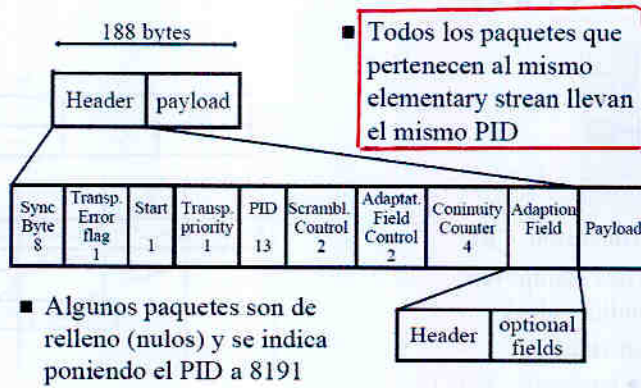 188 bytes
Header payload
■ Todos los paquetes que
pertenecen al mismo
elementary strean llevan
el mismo PID
Sync Byte 8
Transp. Error flag 1
Start 1
Transp. priority 1
PID 13
Scrambl. Control 2
Adaptat. Field Control 2
Coninuity Counter 4
Adaption Field
Payload
■ Algunos paquetes son de
relleno (nulos) y se indica
poniendo el PID a 8191
Header optional fields